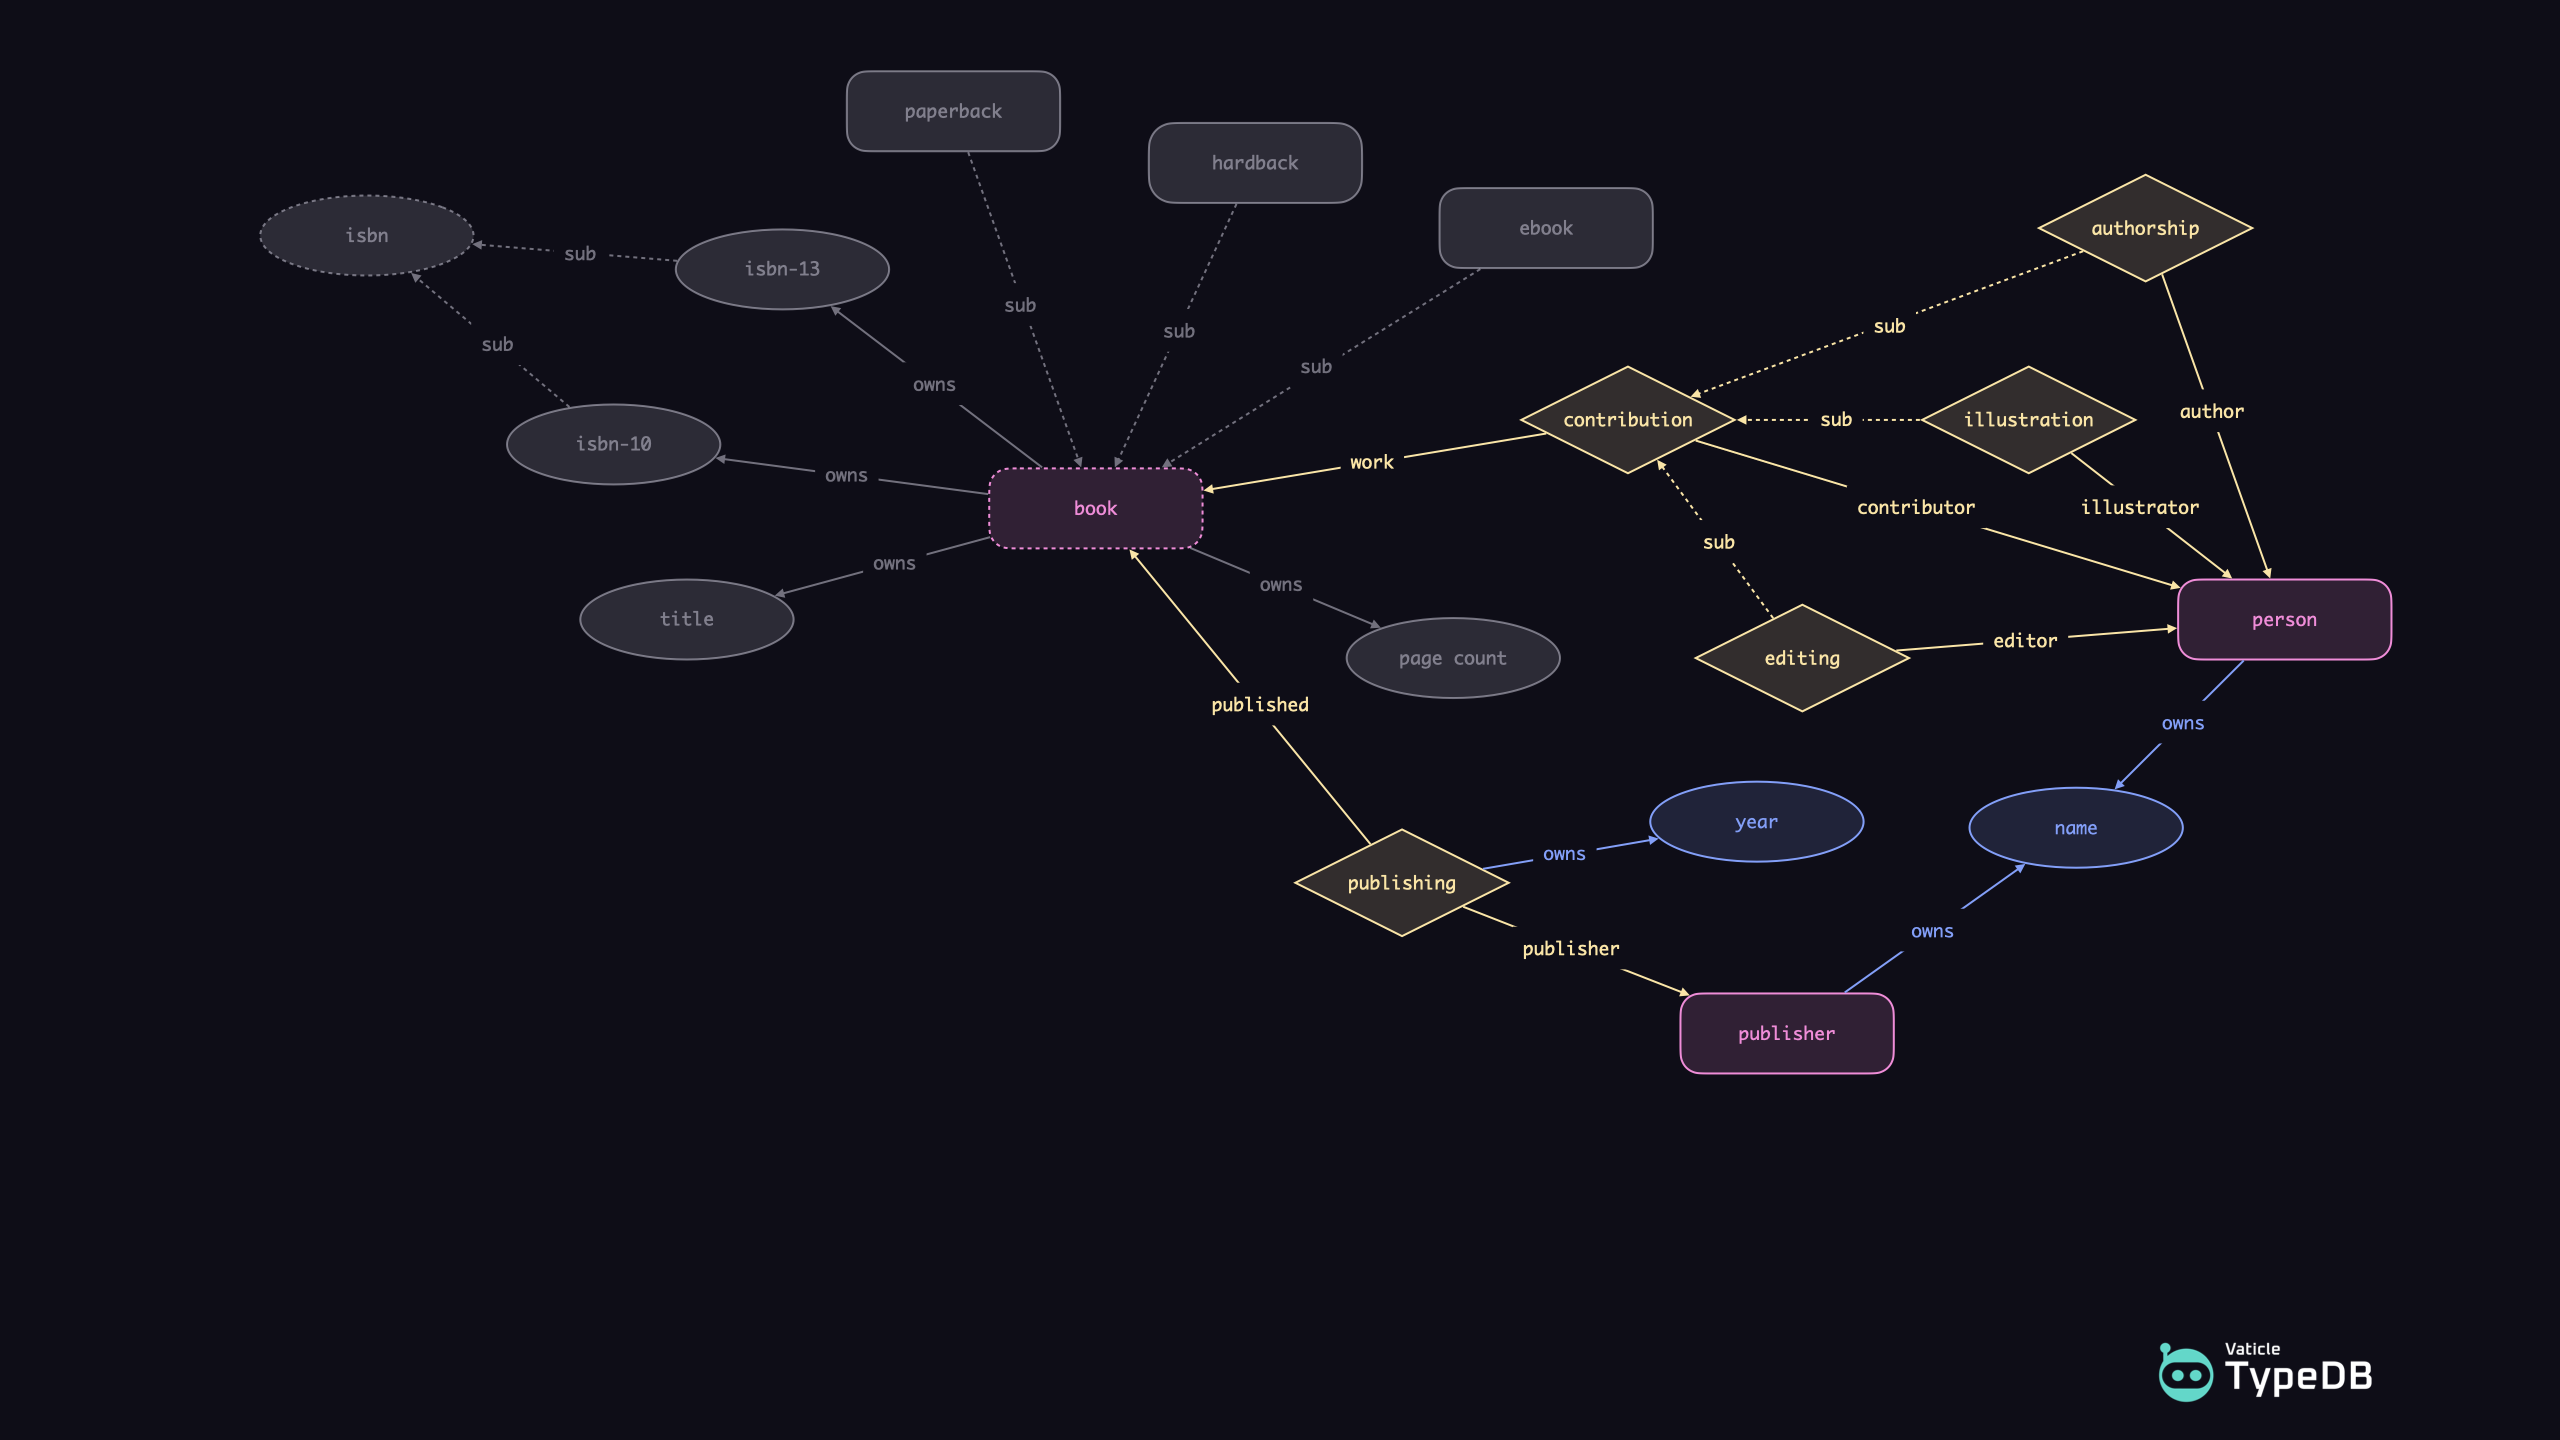 paperback
hardback
authorship
ebook
isbn
sub
isbn-13
sub
sub
sub
sub
sub
sub
owns
author
contribution
sub
illustration
isbn-10
work
owns
book
contributor
illustrator
sub
owns
owns
title
person
editor
page count
editing
published
owns
year
name
owns
publishing
owns
publisher
publisher
Vaticle
TypeDB